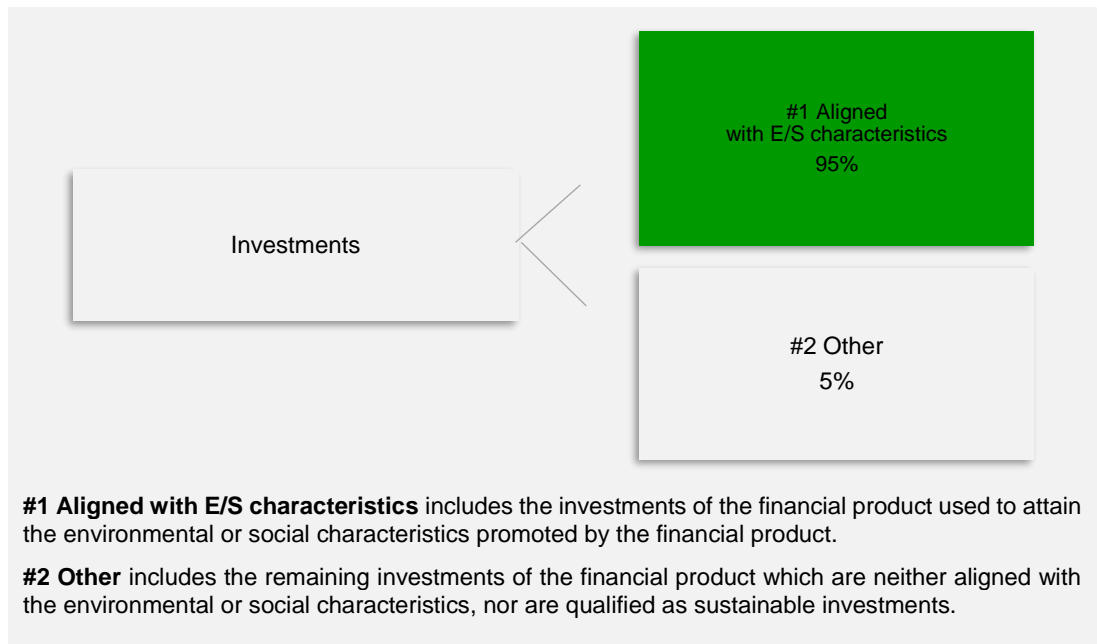 #1 Aligned
with E/S characteristics
95%
Investments
#2 Other
5%
#1 Aligned with E/S characteristics includes the investments of the financial product used to attain
the environmental or social characteristics promoted by the financial product.
#2 Other includes the remaining investments of the financial product which are neither aligned with
the environmental or social characteristics, nor are qualified as sustainable investments.